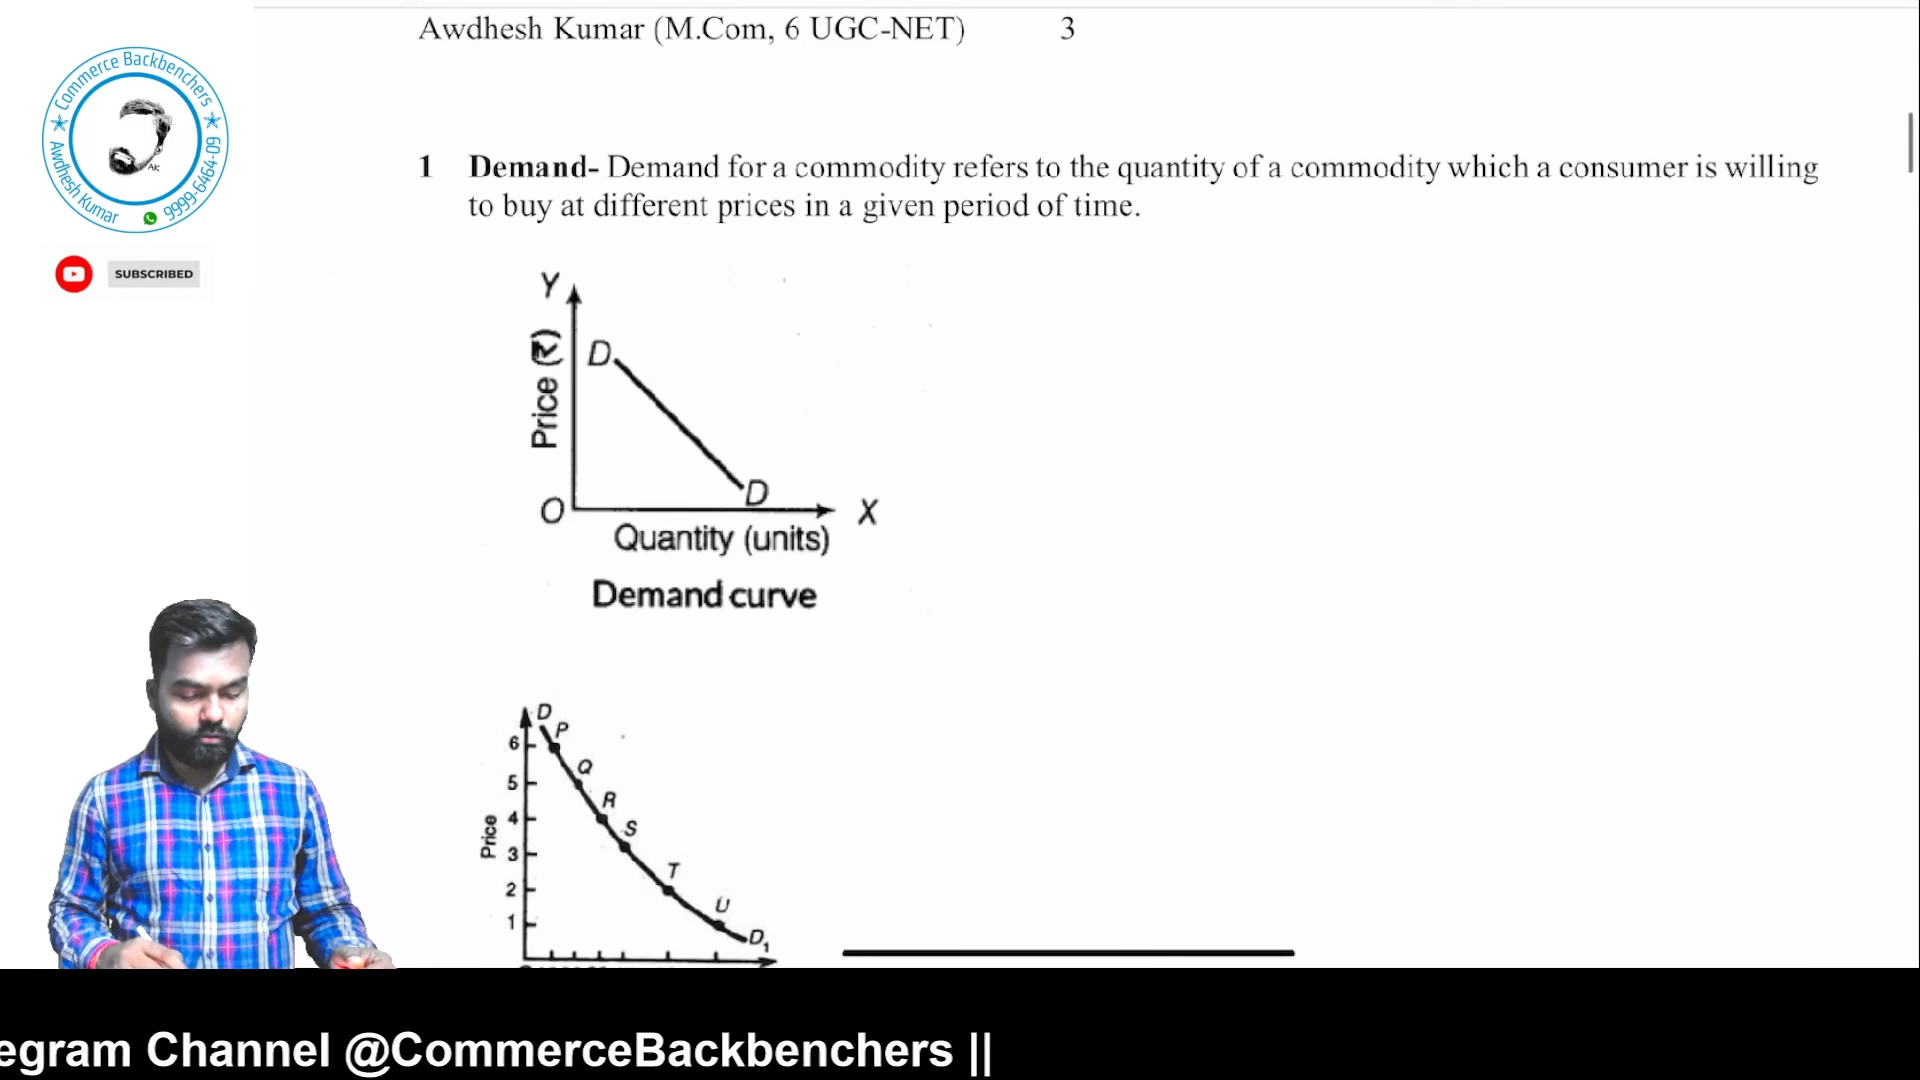 Awdhesh Kumar (M.Com, 6 UGC-NET) 3
★ Commerce Backbenchers ★
Awdhesh Kumar 9999-6464-09
AK
SUBSCRIBED
1 Demand- Demand for a commodity refers to the quantity of a commodity which a consumer is willing
to buy at different prices in a given period of time.
Y
Price (₹)
D
D
O
X
Quantity (units)
Demand curve
D
P
6
Q
5
R
4
S
Price
3
T
2
U
1
D₁
egram Channel @CommerceBackbenchers ||